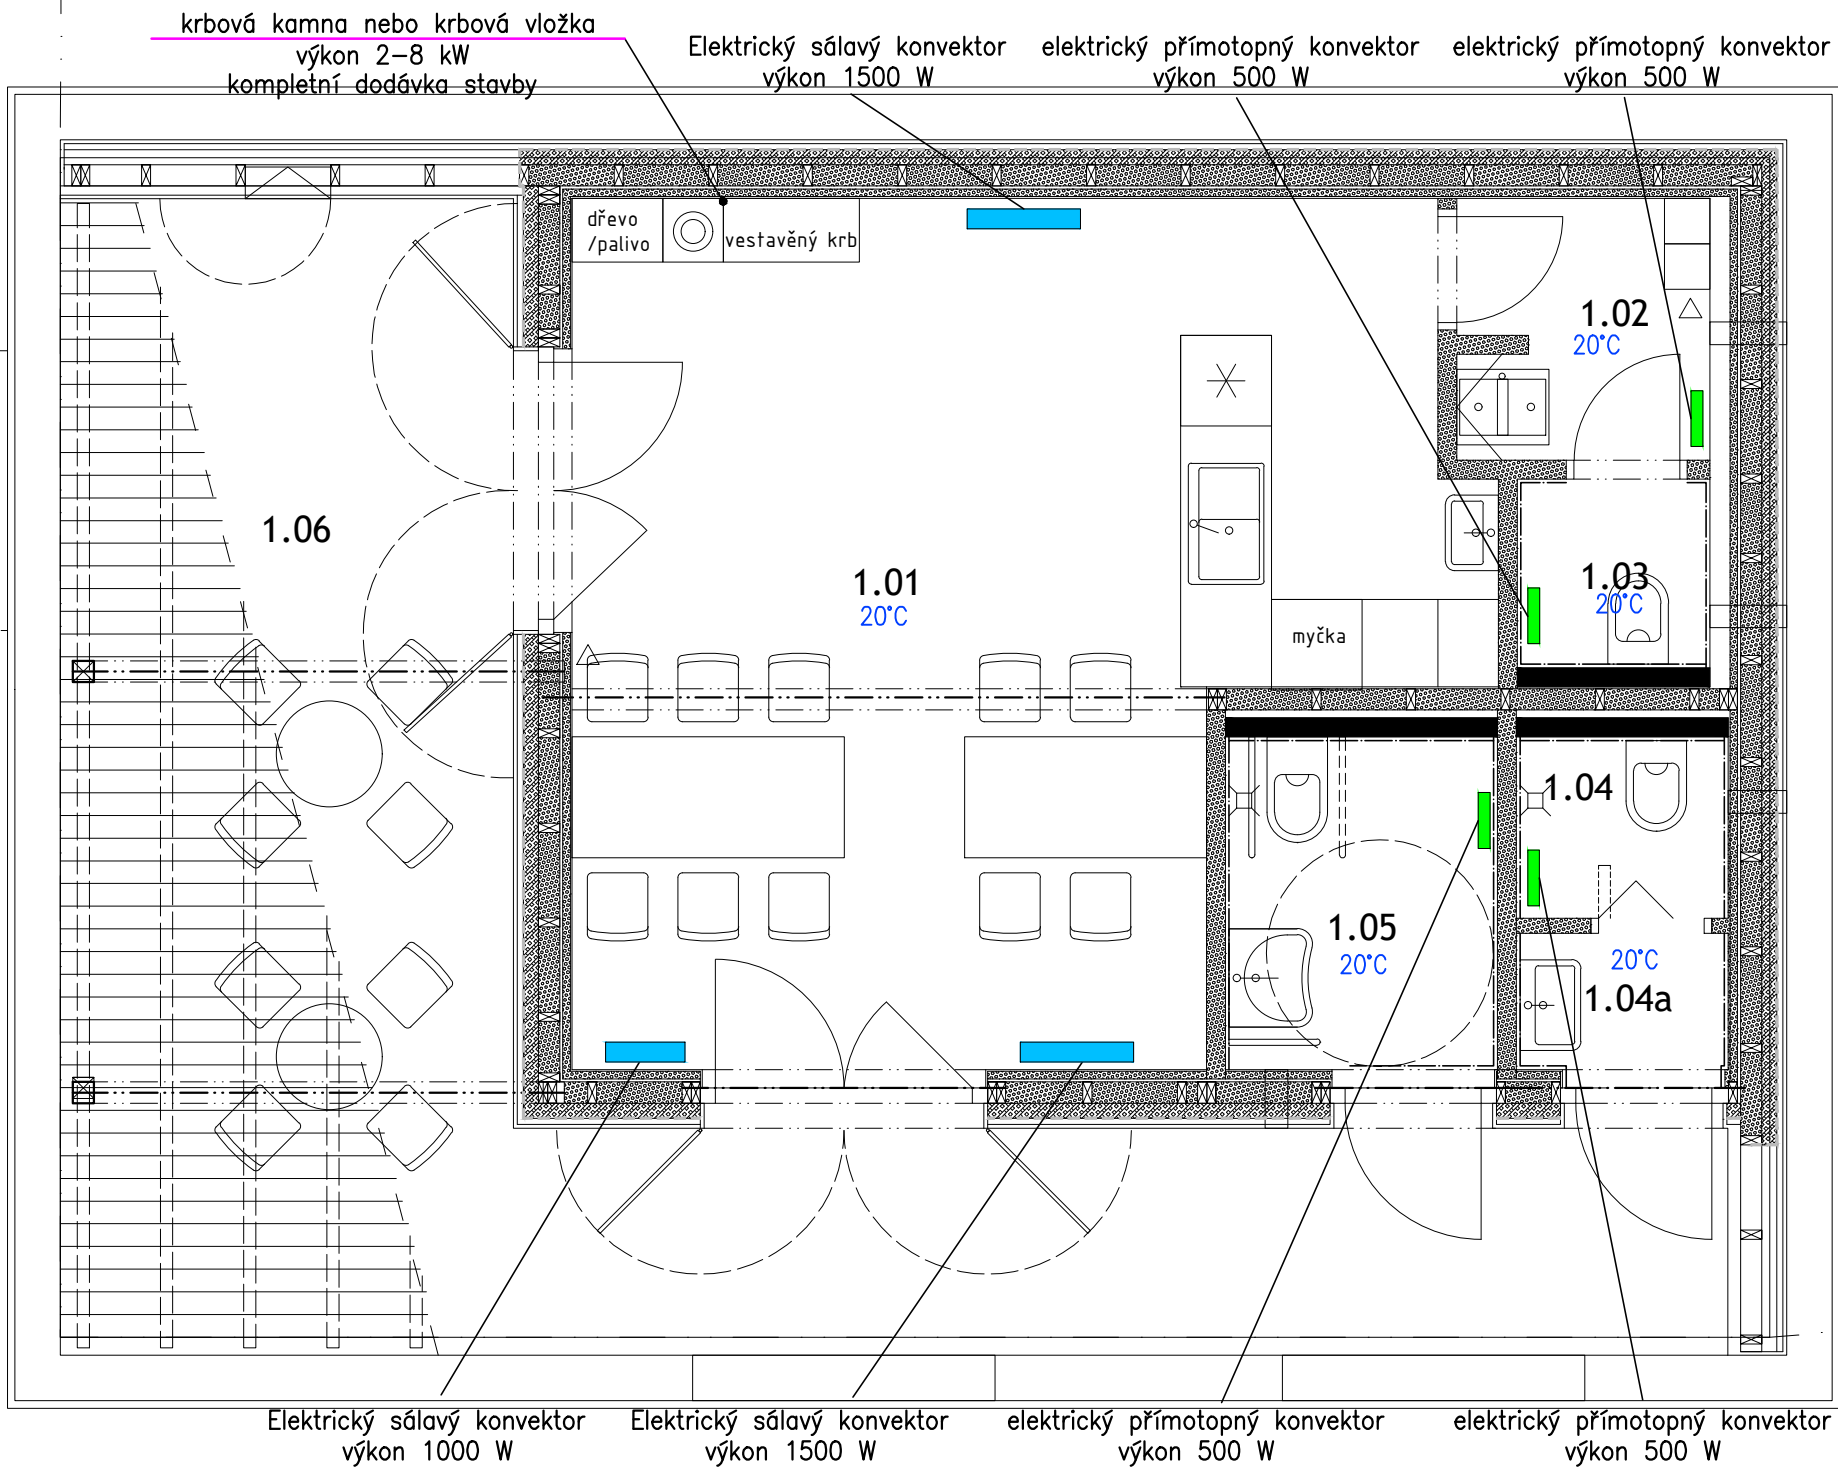 krbová kamna nebo krbová vložka
výkon 2–8 kW
kompletní dodávka stavby
Elektrický sálavý konvektor
výkon 1500 W
elektrický přímotopný konvektor
výkon 500 W
elektrický přímotopný konvektor
výkon 500 W
dřevo
/palivo
vestavěný krb
1.02
20°C
1.06
1.01
20°C
1.03
20°C
myčka
1.04
1.05
20°C
20°C
1.04a
Elektrický sálavý konvektor
výkon 1000 W
Elektrický sálavý konvektor
výkon 1500 W
elektrický přímotopný konvektor
výkon 500 W
elektrický přímotopný konvektor
výkon 500 W